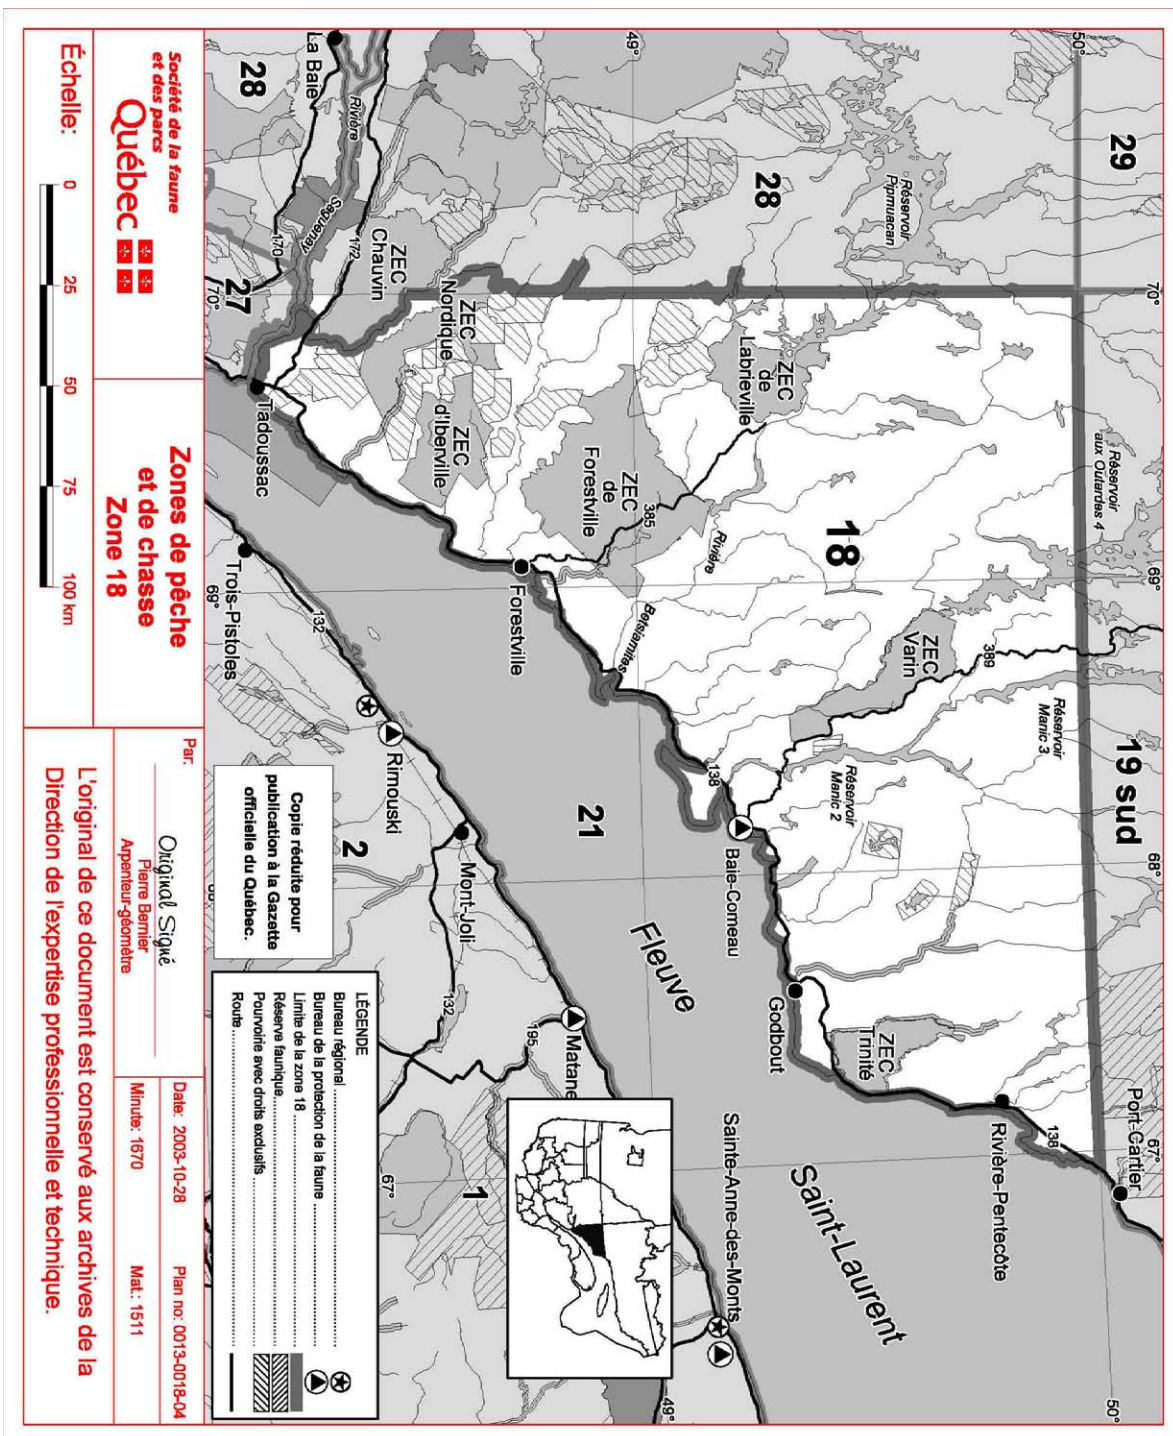 29
19 sud
50°
70°
69°
68°
67°
50°
Réservoir
aux Outardes 4
Réservoir
Manic 3
Port-Cartier
Réservoir
Pipmuacan
28
18
389
ZEC
Varin
ZEC
de
Labrieville
Réservoir
Manic 2
138
Rivière-Pentecôte
ZEC
Trinité
Godbout
Baie-Comeau
138
Rivière
Betsiamites
385
ZEC
de
Forestville
49°
Forestville
ZEC
Nordique
ZEC
d'Iberville
ZEC
Chauvin
172
Rivière
Saguenay
La Baie
28
170
27
70°
Tadoussac
Fleuve
Saint-Laurent
21
Sainte-Anne-des-Monts
49°
Matane
195
1
67°
Mont-Joli
132
Rimouski
2
132
Trois-Pistoles
69°
Copie réduite pour
publication à la Gazette
officielle du Québec.
LÉGENDE
Bureau régional
Bureau de la protection de la faune
Limite de la zone 18
Réserve faunique
Pourvoirie avec droits exclusifs
Route
Société de la faune
et des parcs
Québec
Échelle:
0 25 50 75 100 km
Zones de pêche
et de chasse
Zone 18
Par:
Original Signé
Pierre Bernier
Arpenteur-géomètre
Date: 2003-10-28
Plan no: 0013-0018-04
Minute: 1670
Mat.: 1511
L'original de ce document est conservé aux archives de la
Direction de l'expertise professionnelle et technique.